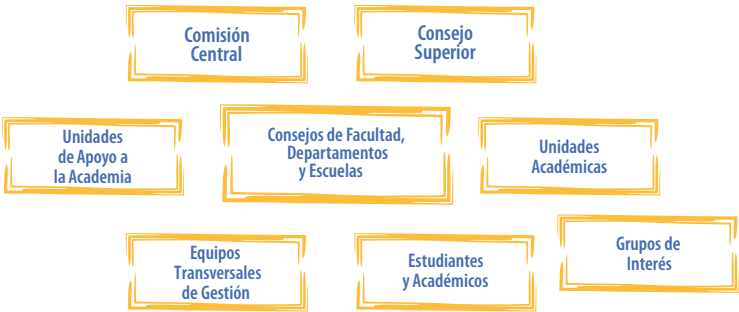 Comisión
Central
Consejo
Superior
Unidades
de Apoyo a
la Academia
Consejos de Facultad,
Departamentos
y Escuelas
Unidades
Académicas
Equipos
Transversales
de Gestión
Estudiantes
y Académicos
Grupos de
Interés